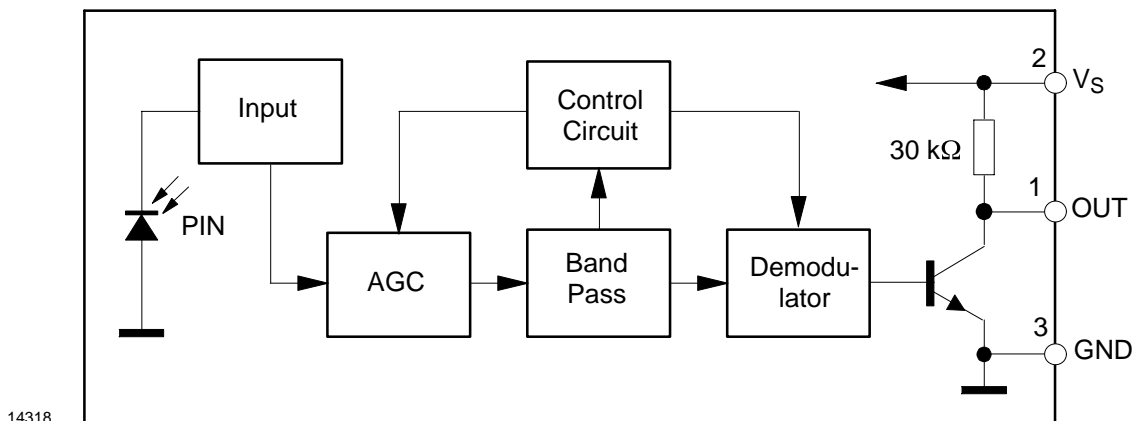 Input
PIN
AGC
Control
Circuit
Band
Pass
Demodu-
lator
30 kΩ
2
VS
1
OUT
3
GND
14318